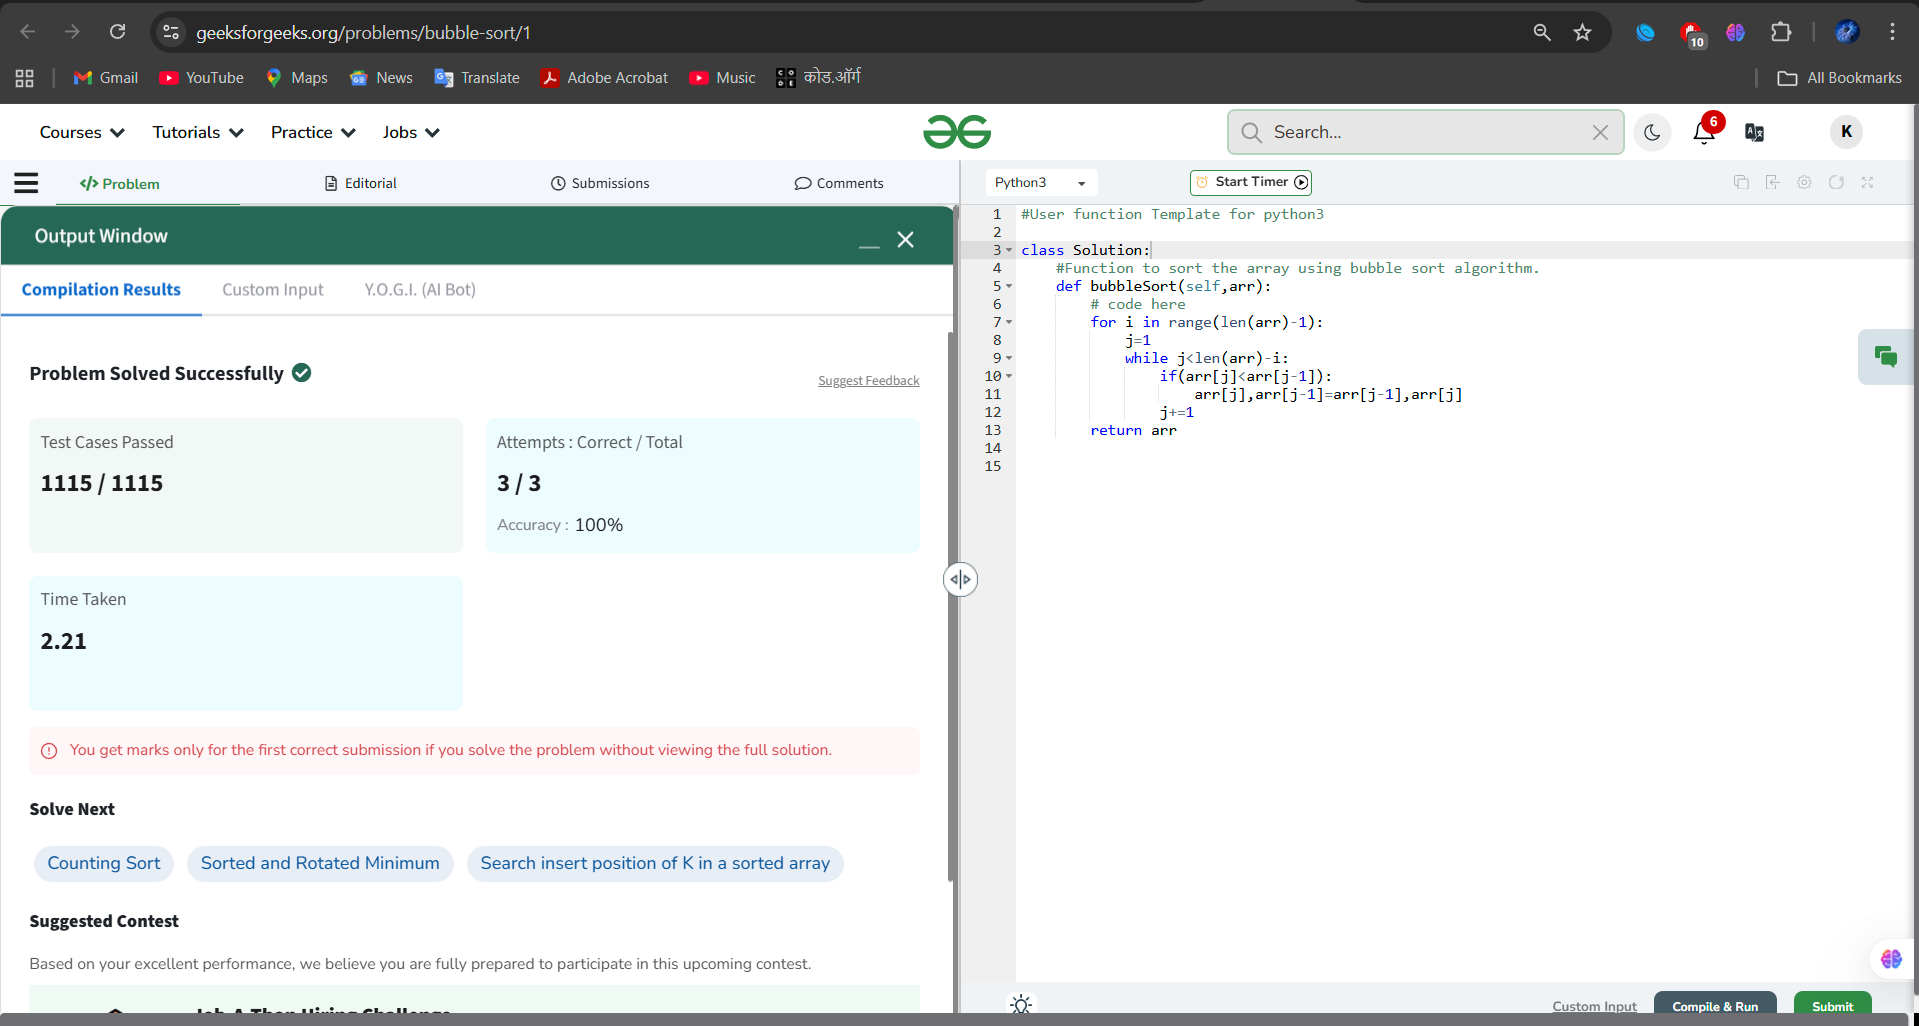 geeksforgeeks.org/problems/bubble-sort/1
10
Gmail YouTube Maps News Translate Adobe Acrobat Music कोड.ऑर्ग All Bookmarks
Courses Tutorials Practice Jobs
Search...
6
K
Problem Editorial Submissions Comments
Output Window
Compilation Results Custom Input Y.O.G.I. (AI Bot)
Problem Solved Successfully
Suggest Feedback
Test Cases Passed
1115 / 1115
Attempts : Correct / Total
3 / 3
Accuracy : 100%
Time Taken
2.21
You get marks only for the first correct submission if you solve the problem without viewing the full solution.
Solve Next
Counting Sort Sorted and Rotated Minimum Search insert position of K in a sorted array
Suggested Contest
Based on your excellent performance, we believe you are fully prepared to participate in this upcoming contest.
Job-A-Thon Hiring Challenge
Python3 Start Timer
1 #User function Template for python3
2
3 class Solution:
4 #Function to sort the array using bubble sort algorithm.
5 def bubbleSort(self,arr):
6 # code here
7 for i in range(len(arr)-1):
8 j=1
9 while j<len(arr)-i:
10 if(arr[j]<arr[j-1]):
11 arr[j],arr[j-1]=arr[j-1],arr[j]
12 j+=1
13 return arr
14
15
Custom Input Compile & Run Submit